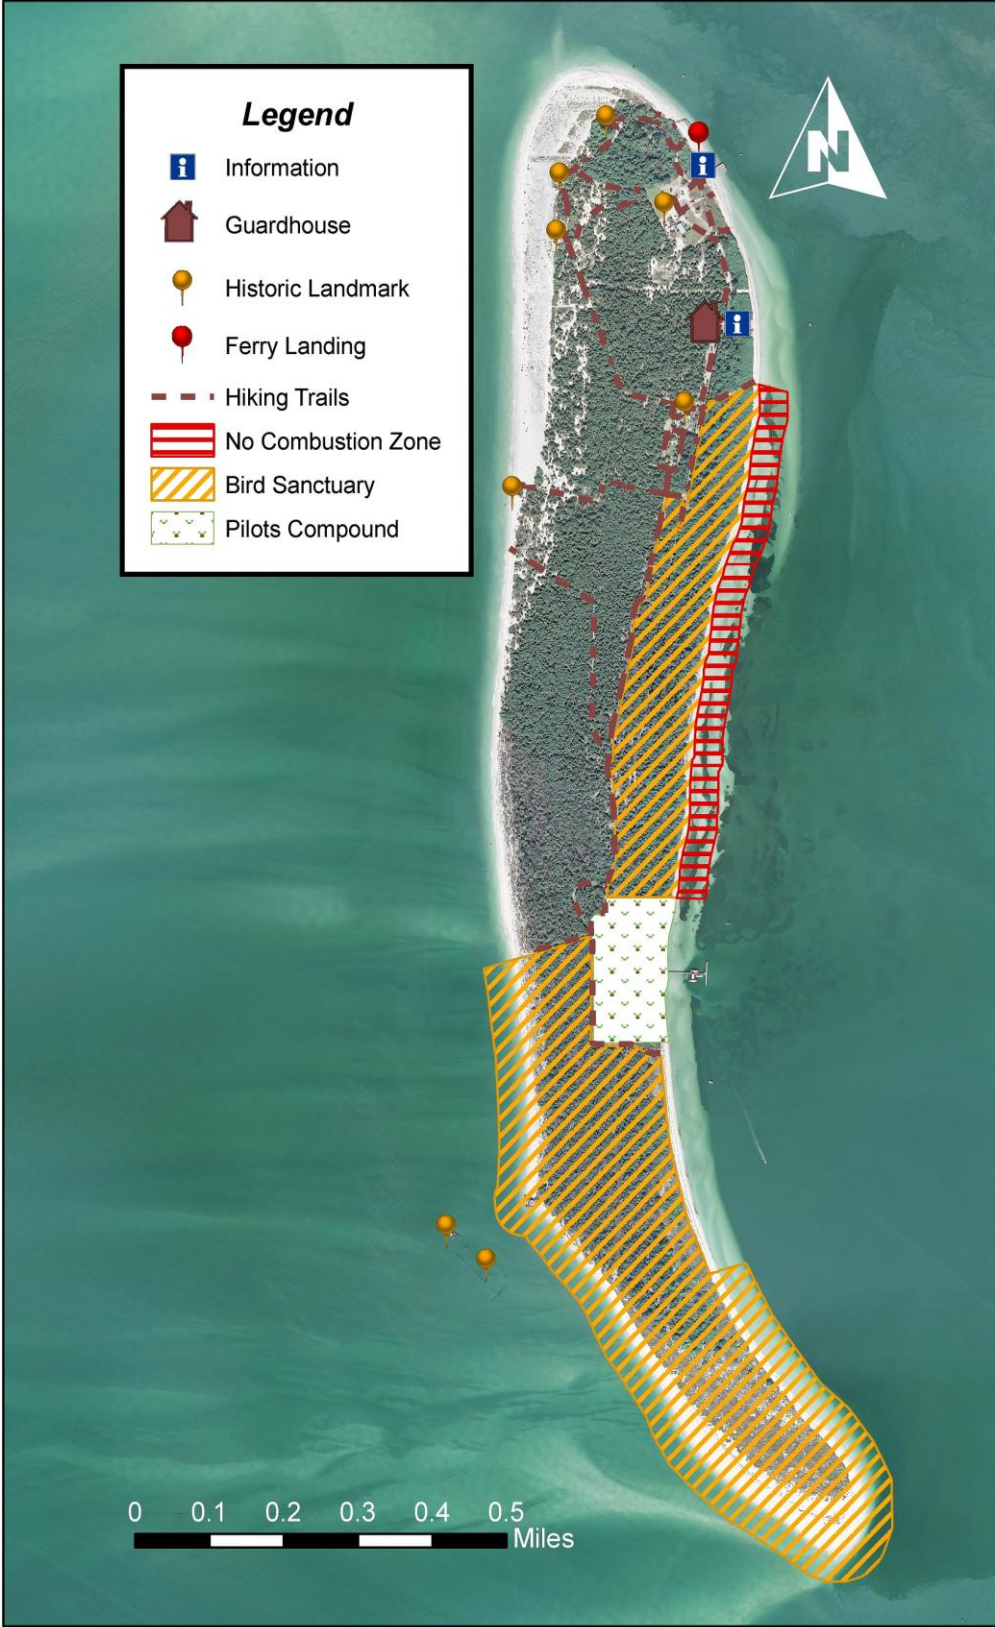 Legend
Information
Guardhouse
Historic Landmark
Ferry Landing
Hiking Trails
No Combustion Zone
Bird Sanctuary
Pilots Compound
N
i
i
i
0 0.1 0.2 0.3 0.4 0.5
Miles